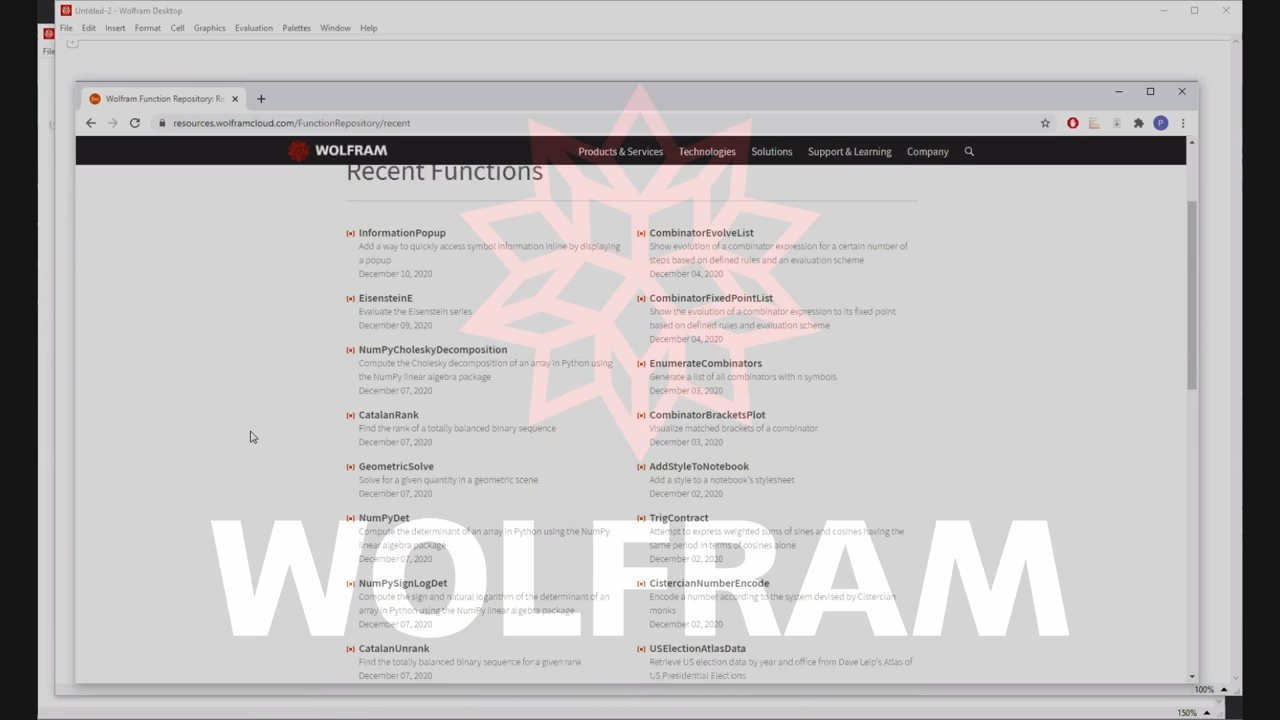 Untitled-2 - Wolfram Desktop
File Edit Insert Format Cell Graphics Evaluation Palettes Window Help
File
Wolfram Function Repository: Re
resources.wolframcloud.com/FunctionRepository/recent
P
WOLFRAM
Products & Services Technologies Solutions Support & Learning Company
Recent Functions
InformationPopup
Add a way to quickly access symbol information inline by displaying
a popup
December 10, 2020
EisensteinE
Evaluate the Eisenstein series
December 09, 2020
NumPyCholeskyDecomposition
Compute the Cholesky decomposition of an array in Python using
the NumPy linear algebra package
December 07, 2020
CatalanRank
Find the rank of a totally balanced binary sequence
December 07, 2020
GeometricSolve
Solve for a given quantity in a geometric scene
December 07, 2020
NumPyDet
Compute the determinant of an array in Python using the NumPy
linear algebra package
December 07, 2020
NumPySignLogDet
Compute the sign and natural logarithm of the determinant of an
array in Python using the NumPy linear algebra package
December 07, 2020
CatalanUnrank
Find the totally balanced binary sequence for a given rank
December 07, 2020
CombinatorEvolveList
Show evolution of a combinator expression for a certain number of
steps based on defined rules and an evaluation scheme
December 04, 2020
CombinatorFixedPointList
Show the evolution of a combinator expression to its fixed point
based on defined rules and evaluation scheme
December 04, 2020
EnumerateCombinators
Generate a list of all combinators with n symbols
December 03, 2020
CombinatorBracketsPlot
Visualize matched brackets of a combinator
December 03, 2020
AddStyleToNotebook
Add a style to a notebook's stylesheet
December 02, 2020
TrigContract
Attempt to express weighted sums of sines and cosines having the
same period in terms of cosines alone
December 02, 2020
CistercianNumberEncode
Encode a number according to the system devised by Cistercian
monks
December 02, 2020
USElectionAtlasData
Retrieve US election data by year and office from Dave Leip's Atlas of
US Presidential Elections
WOLFRAM
100%
150%